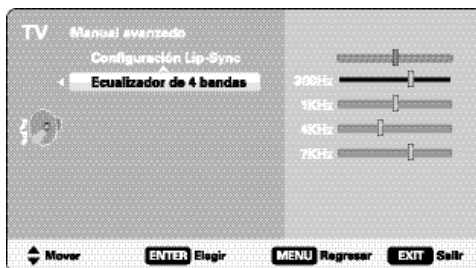 TV Manual avanzado
Configuración Lip-Sync
Ecualizador de 4 bandas
300Hz
1KHz
4KHz
7KHz
Mover ENTER Elegir MENU Regresar EXIT Salir